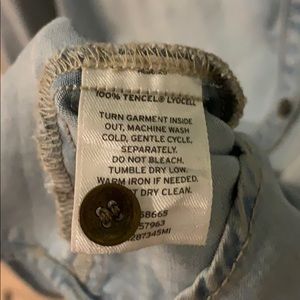 100% TENCEL® LYOCELL
TURN GARMENT INSIDE
OUT, MACHINE WASH
COLD, GENTLE CYCLE,
SEPARATELY.
DO NOT BLEACH.
TUMBLE DRY LOW.
WARM IRON IF NEEDED.
DRY CLEAN.
58665
57963
287345MI